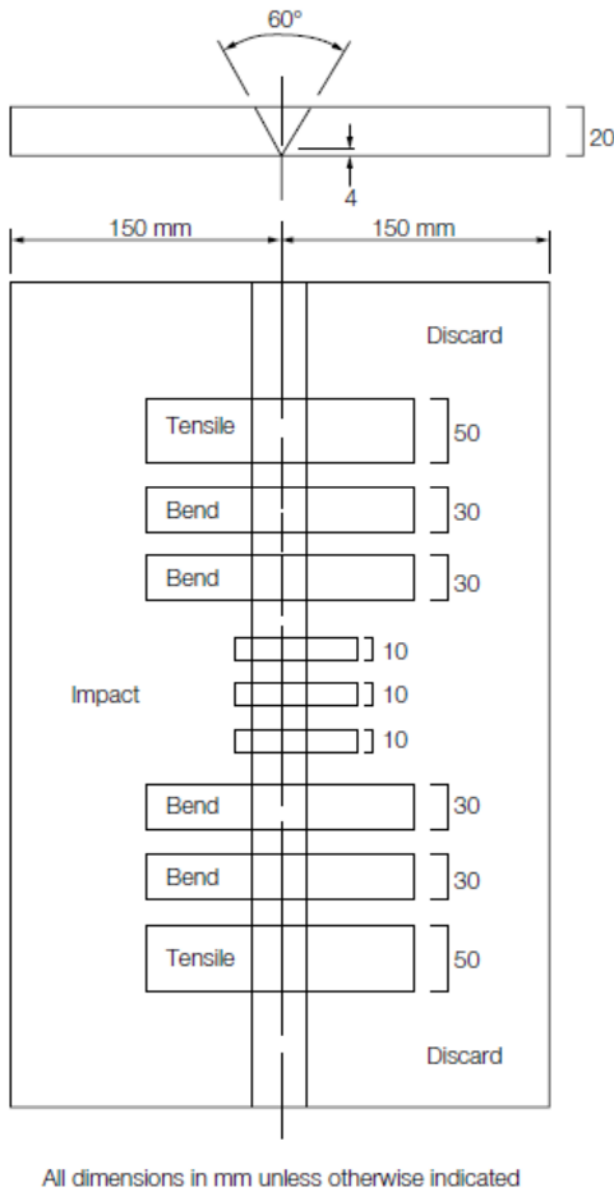 60°
20
4
150 mm 150 mm
Discard
Tensile 50
Bend 30
Bend 30
10
Impact 10
10
Bend 30
Bend 30
Tensile 50
Discard
All dimensions in mm unless otherwise indicated